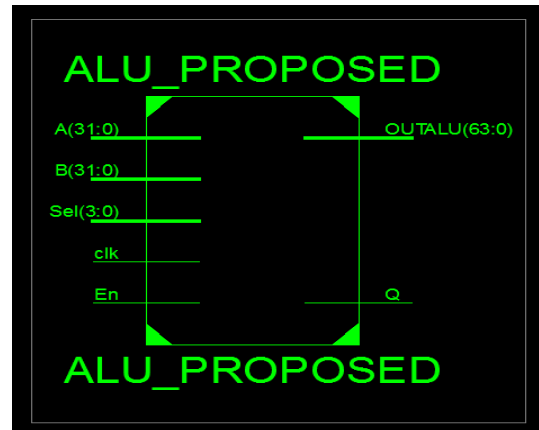 ALU_PROPOSED
A(31:0)
OUTALU(63:0)
B(31:0)
Sel(3:0)
clk
En
Q
ALU_PROPOSED